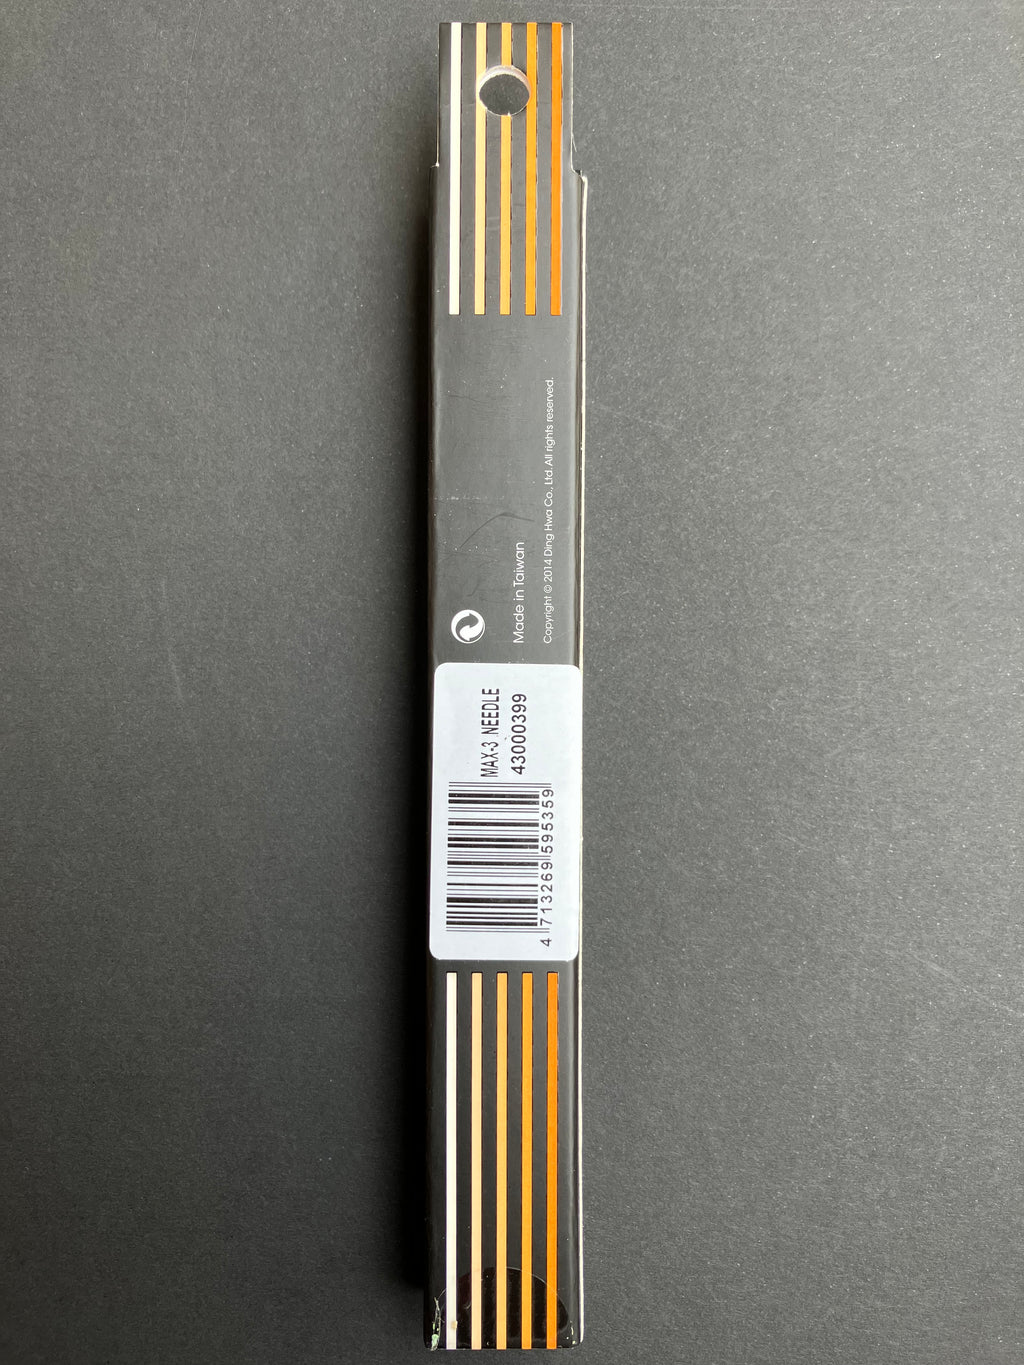 Made in Taiwan
Copyright © 2014 Ding Hwa Co., Ltd. All rights reserved.
MAX-3 NEEDLE
43000399
4 713269 595359